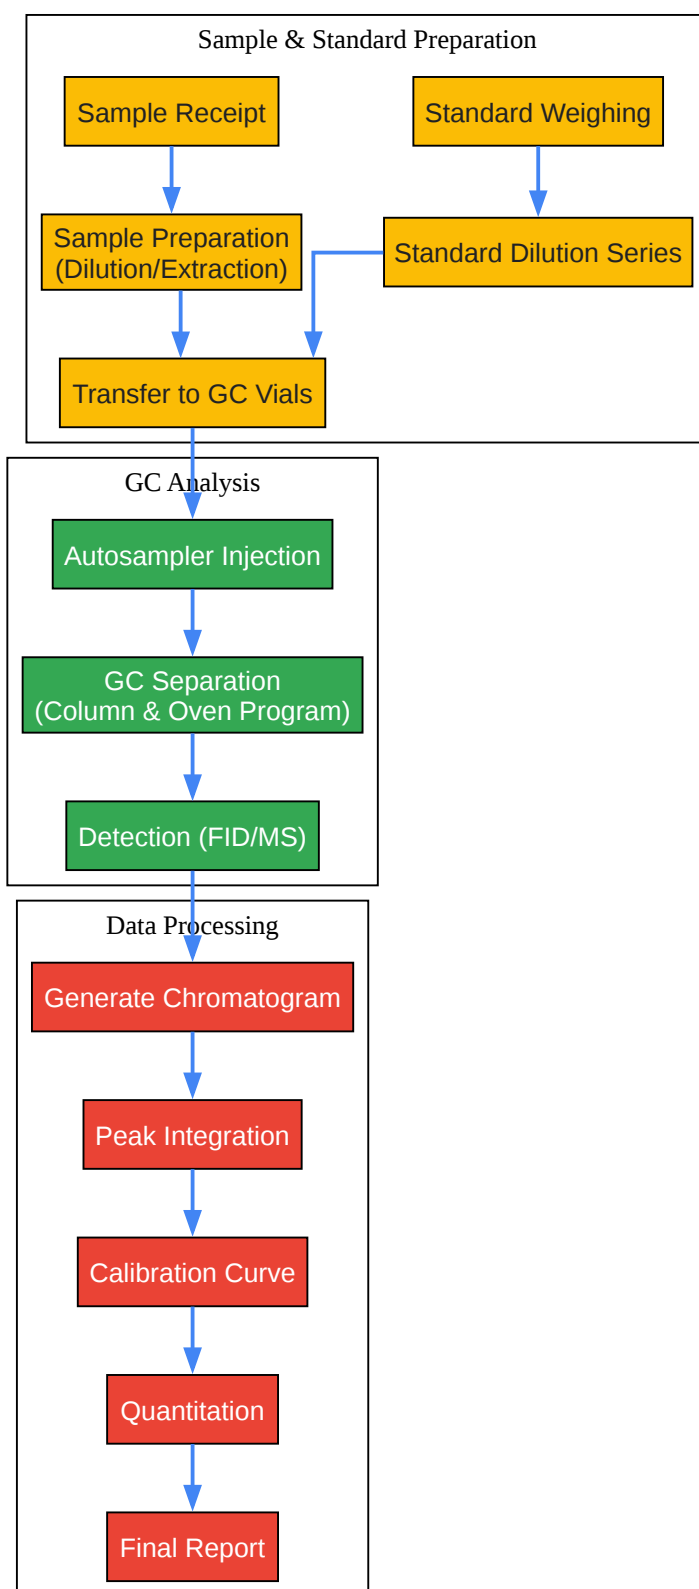 Sample & Standard Preparation
Sample Receipt
Standard Weighing
Sample Preparation
(Dilution/Extraction)
Standard Dilution Series
Transfer to GC Vials
GC Analysis
Autosampler Injection
GC Separation
(Column & Oven Program)
Detection (FID/MS)
Data Processing
Generate Chromatogram
Peak Integration
Calibration Curve
Quantitation
Final Report